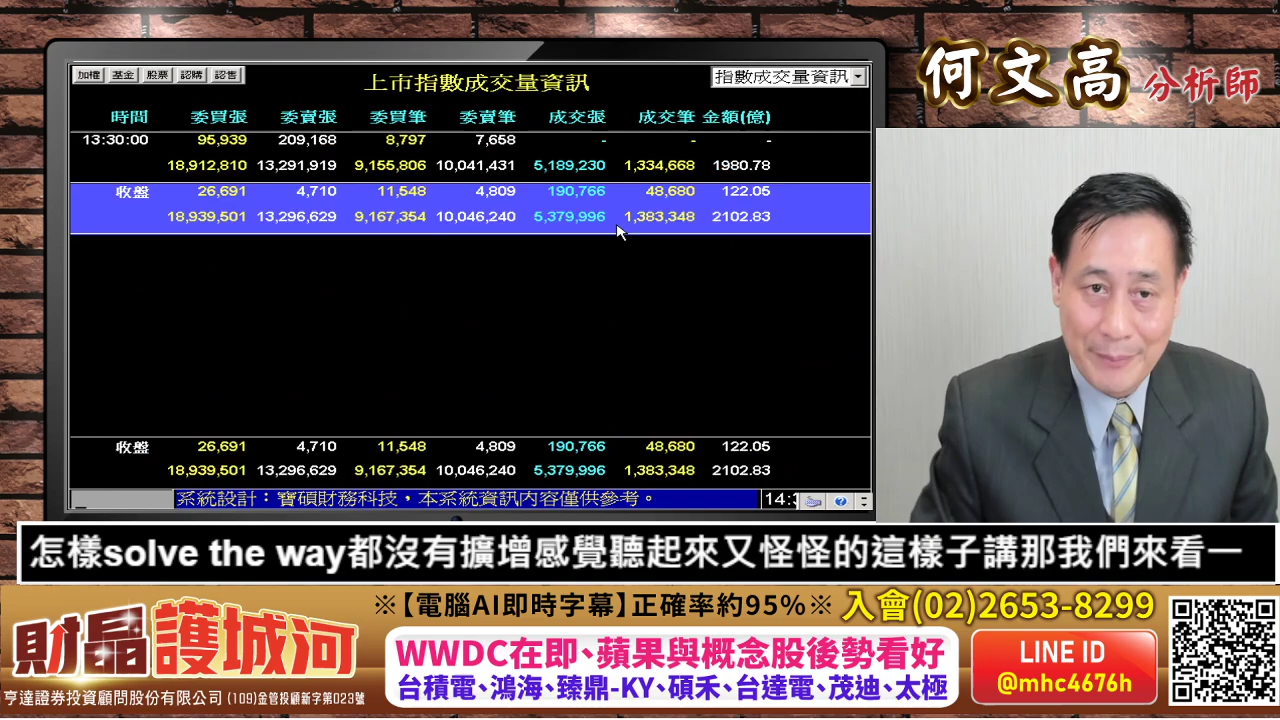 加權 基金 股票 認購 認售
上市指數成交量資訊
指數成交量資訊
時間 委買張 委賣張 委買筆 委賣筆 成交張 成交筆 金額(億)
13:30:00 95,939 209,168 8,797 7,658 - - -
18,912,810 13,291,919 9,155,806 10,041,431 5,189,230 1,334,668 1980.78
收盤 26,691 4,710 11,548 4,809 190,766 48,680 122.05
18,939,501 13,296,629 9,167,354 10,046,240 5,379,996 1,383,348 2102.83
收盤 26,691 4,710 11,548 4,809 190,766 48,680 122.05
18,939,501 13,296,629 9,167,354 10,046,240 5,379,996 1,383,348 2102.83
系統設計：寶碩財務科技，本系統資訊內容僅供參考。
何文高 分析師
怎樣solve the way都沒有擴增感覺聽起來又怪怪的這樣子講那我們來看一
※【電腦AI即時字幕】正確率約95%※ 入會(02)2653-8299
財晶護城河
亨達證券投資顧問股份有限公司 (109)金管投顧新字第023號
WWDC在即、蘋果與概念股後勢看好
台積電、鴻海、臻鼎-KY、碩禾、台達電、茂迪、太極
LINE ID
@mhc4676h